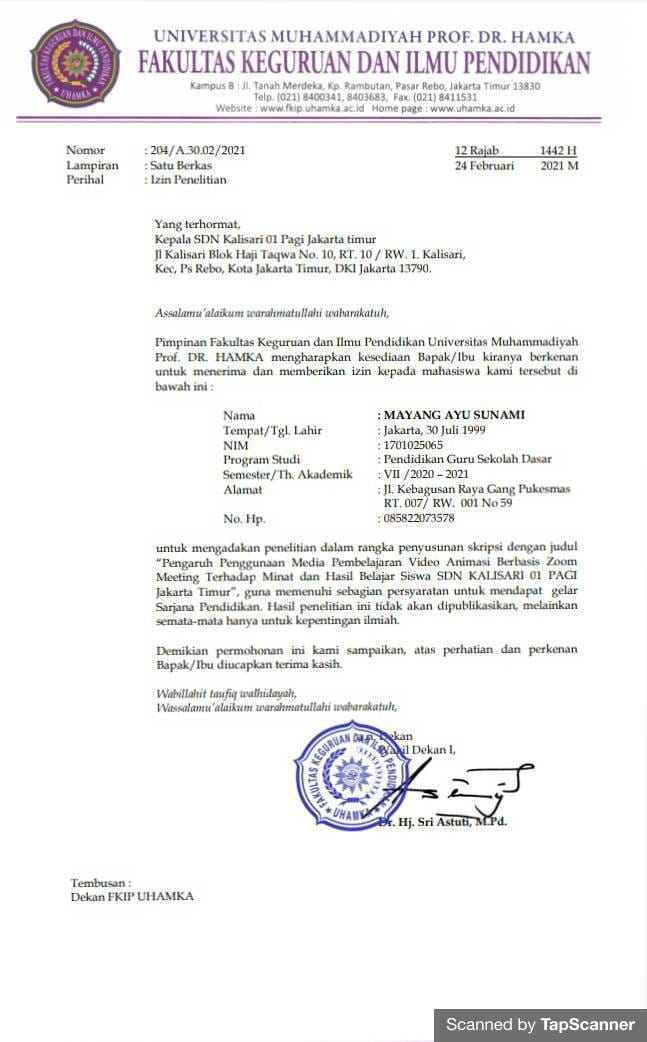 UNIVERSITAS MUHAMMADIYAH PROF. DR. HAMKA
FAKULTAS KEGURUAN DAN ILMU PENDIDIKAN
Kampus B : Jl. Tanah Merdeka, Kp. Rambutan, Pasar Rebo, Jakarta Timur 13830
Telp. (021) 8400341, 8403683, Fax. (021) 8411531
Website : www.fkip.uhamka.ac.id Home page : www.uhamka.ac.id
Nomor : 204/A.30.02/2021 12 Rajab 1442 H
Lampiran : Satu Berkas 24 Februari 2021 M
Perihal : Izin Penelitian
Yang terhormat,
Kepala SDN Kalisari 01 Pagi Jakarta timur
Jl Kalisari Blok Haji Taqwa No. 10, RT. 10 / RW. 1. Kalisari,
Kec, Ps Rebo, Kota Jakarta Timur, DKI Jakarta 13790.
Assalamu'alaikum warahmatullahi wabarakatuh,
Pimpinan Fakultas Keguruan dan Ilmu Pendidikan Universitas Muhammadiyah
Prof. DR. HAMKA mengharapkan kesediaan Bapak/Ibu kiranya berkenan
untuk menerima dan memberikan izin kepada mahasiswa kami tersebut di
bawah ini :
Nama : MAYANG AYU SUNAMI
Tempat/Tgl. Lahir : Jakarta, 30 Juli 1999
NIM : 1701025065
Program Studi : Pendidikan Guru Sekolah Dasar
Semester/Th. Akademik : VII /2020 – 2021
Alamat : Jl. Kebagusan Raya Gang Pukesmas
RT. 007/ RW. 001 No 59
No. Hp. : 085822073578
untuk mengadakan penelitian dalam rangka penyusunan skripsi dengan judul
"Pengaruh Penggunaan Media Pembelajaran Video Animasi Berbasis Zoom
Meeting Terhadap Minat dan Hasil Belajar Siswa SDN KALISARI 01 PAGI
Jakarta Timur", guna memenuhi sebagian persyaratan untuk mendapat gelar
Sarjana Pendidikan. Hasil penelitian ini tidak akan dipublikasikan, melainkan
semata-mata hanya untuk kepentingan ilmiah.
Demikian permohonan ini kami sampaikan, atas perhatian dan perkenan
Bapak/Ibu diucapkan terima kasih.
Wabillahit taufiq walhidayah,
Wassalamu'alaikum warahmatullahi wabarakatuh,
a.n. Dekan
Wakil Dekan I,
FAKULTAS KEGURUAN DAN ILMU PENDIDIKAN
UHAMKA
Dr. Hj. Sri Astuti, M.Pd.
Tembusan :
Dekan FKIP UHAMKA
Scanned by TapScanner